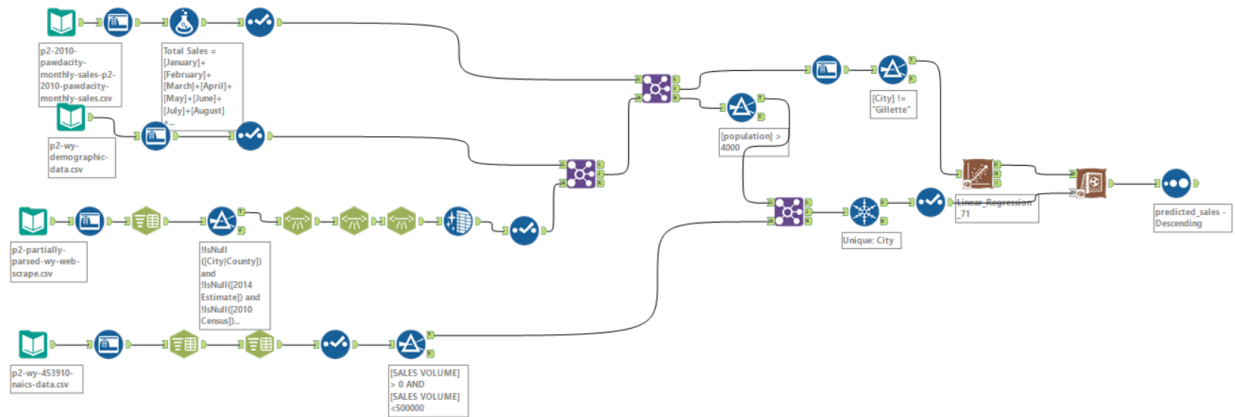 p2-2010-
pawdacity-
monthly-sales-p2-
2010-pawdacity-
monthly-sales.csv
Total Sales =
[January]+
[February]+
[March]+[April]+
[May]+[June]+
[July]+[August]
+...
p2-wy-
demographic-
data.csv
[City] !=
"Gillette"
[population] >
4000
Linear_Regression
_71
predicted_sales -
Descending
p2-partially-
parsed-wy-web-
scrape.csv
!IsNull
([City|County])
and
!IsNull([2014
Estimate]) and
!IsNull([2010
Census])...
Unique: City
p2-wy-453910-
naics-data.csv
[SALES VOLUME]
> 0 AND
[SALES VOLUME]
<500000